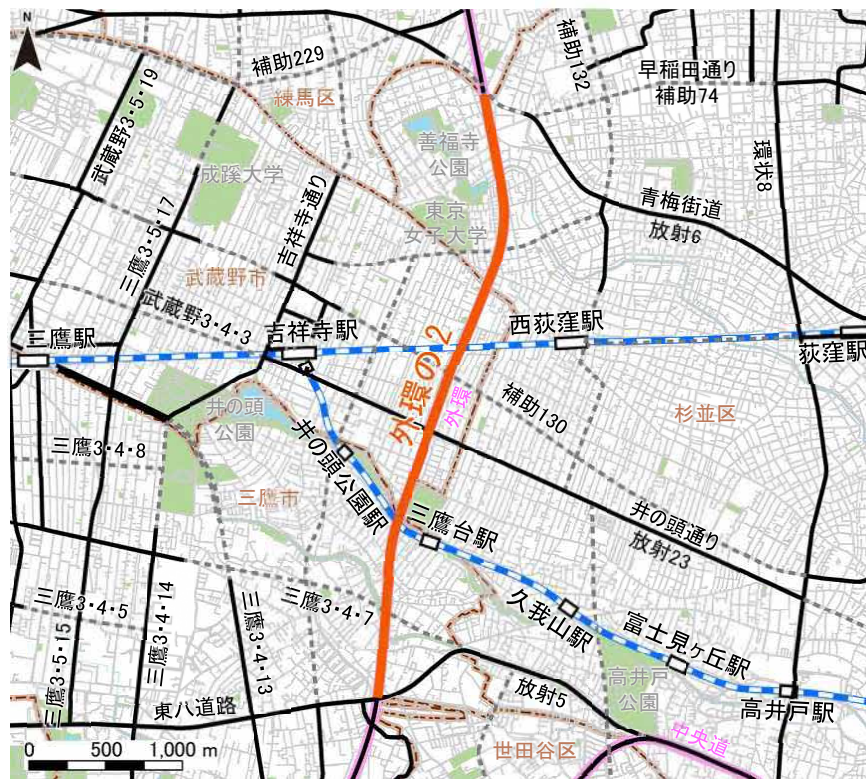 N
補助229
補助132
早稲田通り
補助74
武蔵野3・5・19
練馬区
善福寺
公園
環状8
成蹊大学
吉祥寺通り
東京
女子大学
青梅街道
放射6
三鷹3・5・17
武蔵野市
武蔵野3・4・3
三鷹駅
吉祥寺駅
外環の2
西荻窪駅
荻窪駅
外環
補助130
杉並区
井の頭
公園
三鷹3・4・8
井の頭公園駅
三鷹市
三鷹台駅
井の頭通り
放射23
三鷹3・4・5
三鷹3・4・14
三鷹3・4・7
三鷹3・4・13
三鷹3・5・15
久我山駅
富士見ヶ丘駅
高井戸
公園
放射5
高井戸駅
東八道路
世田谷区
中央道
0 500 1,000 m